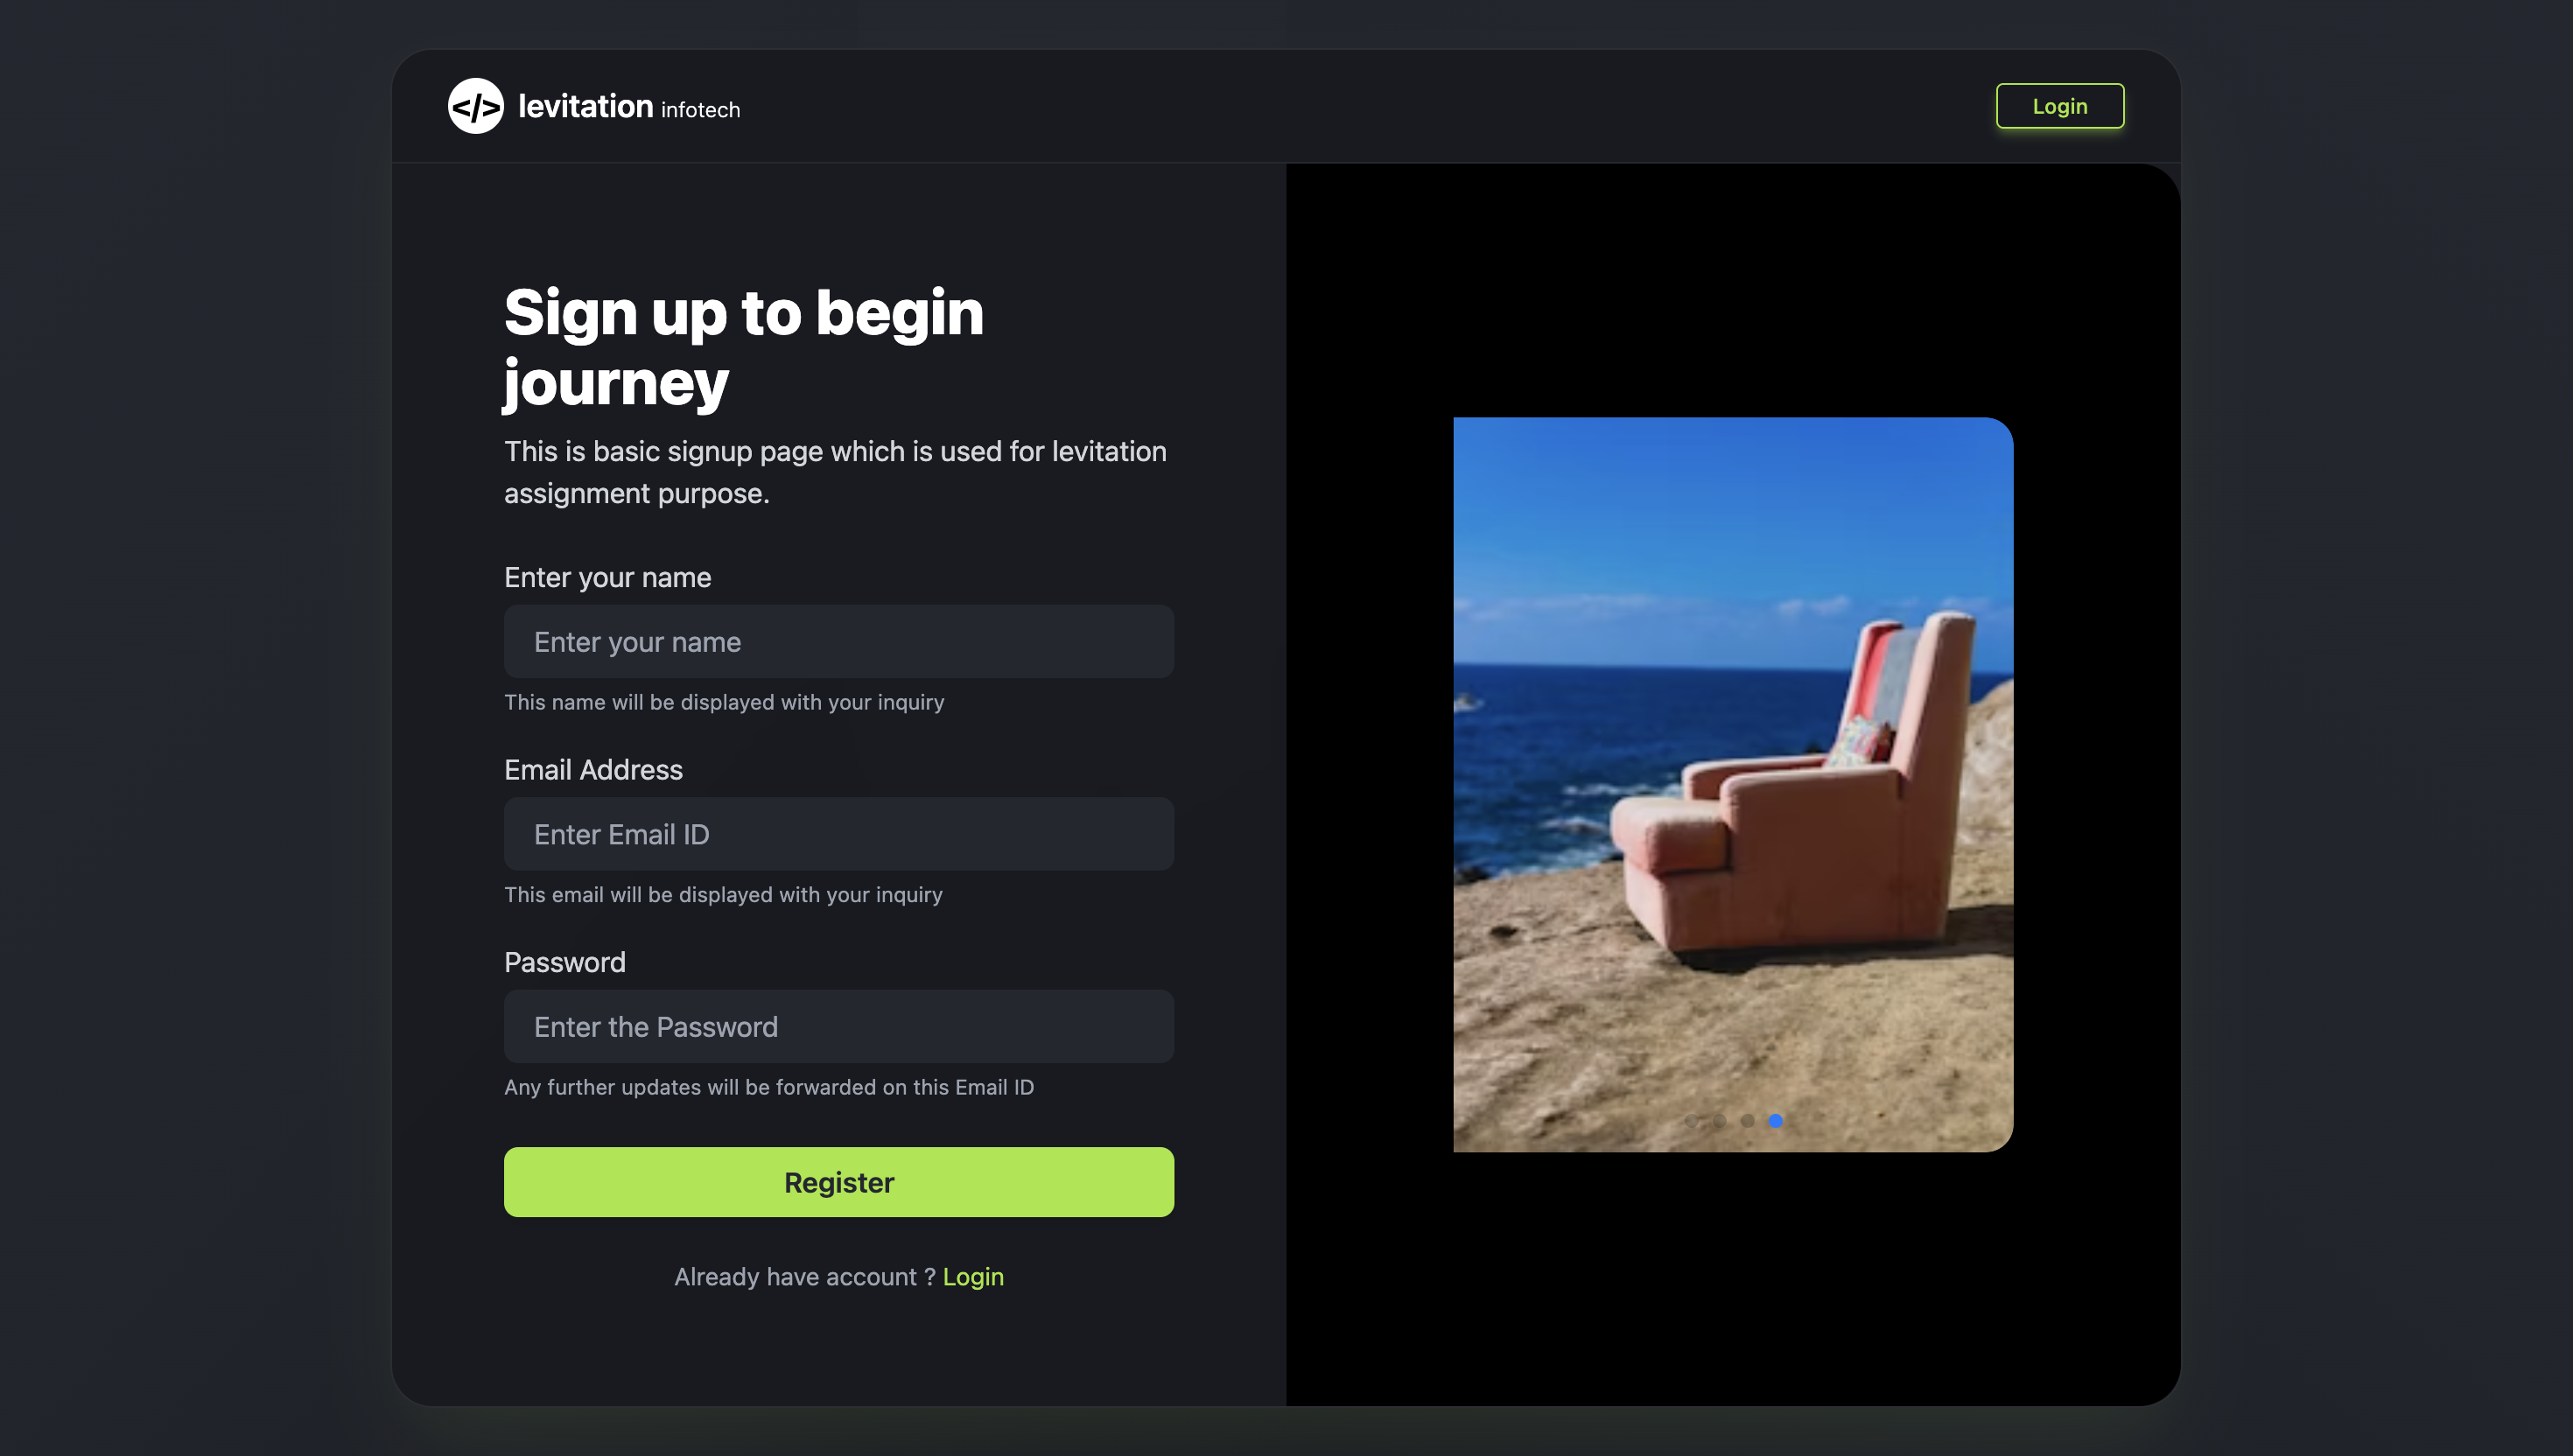 </> levitation infotech
Login
Sign up to begin
journey
This is basic signup page which is used for levitation
assignment purpose.
Enter your name
Enter your name
This name will be displayed with your inquiry
Email Address
Enter Email ID
This email will be displayed with your inquiry
Password
Enter the Password
Any further updates will be forwarded on this Email ID
Register
Already have account ? Login